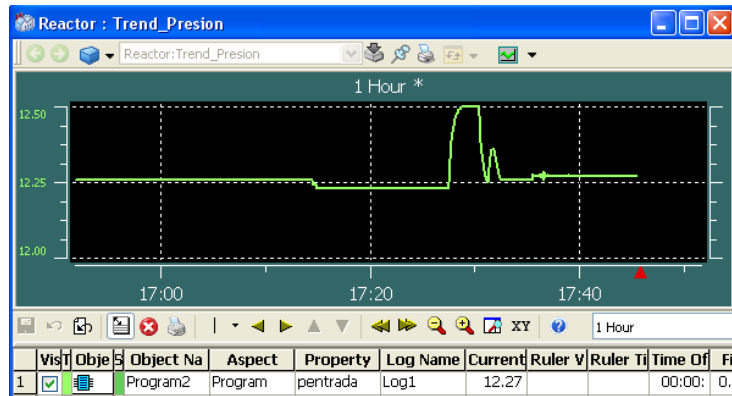 Reactor : Trend_Presion
Reactor:Trend_Presion
1 Hour *
12.50
12.25
12.00
17:00 17:20 17:40
XY ? 1 Hour
Vis T Obje S Object Na Aspect Property Log Name Current Ruler V Ruler Ti Time Of Fi
1 Program2 Program pentrada Log1 12.27 00:00: 0.